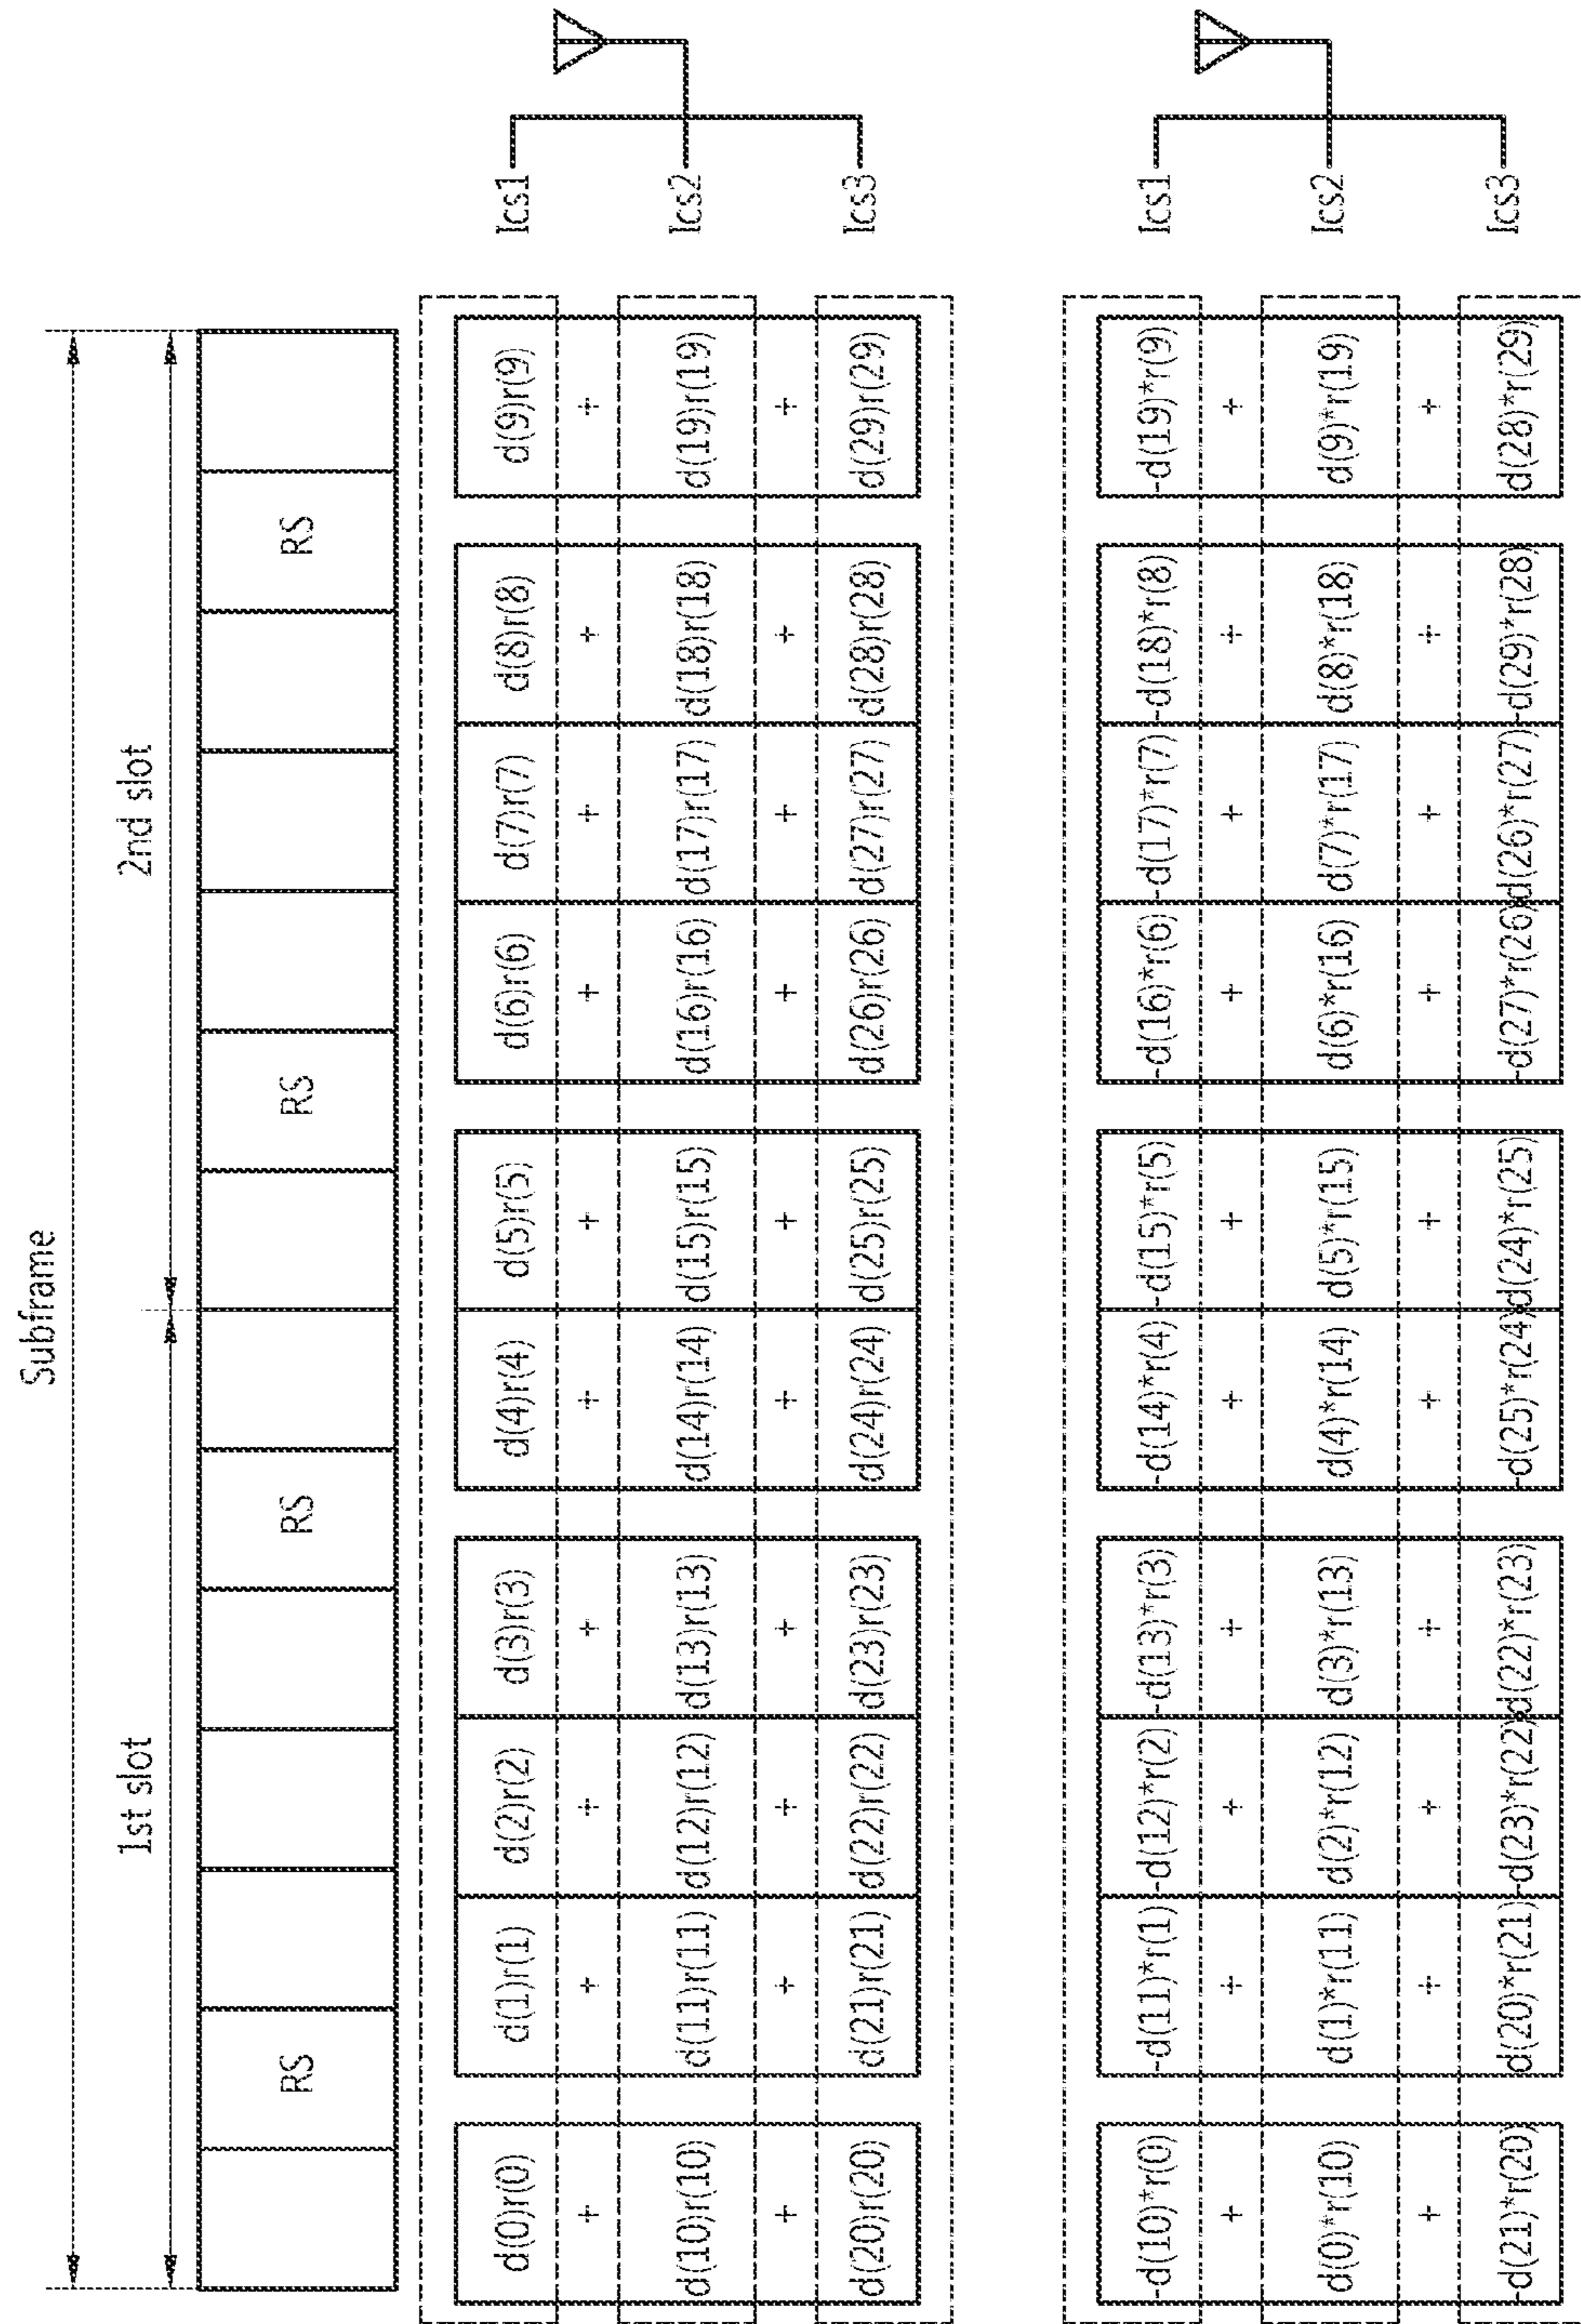 Subframe
1st slot 2nd slot
RS RS RS RS
d(0)r(0) d(1)r(1) d(2)r(2) d(3)r(3) d(4)r(4) d(5)r(5) d(6)r(6) d(7)r(7) d(8)r(8) d(9)r(9) Ics1
+ + + + + + + + + +
d(10)r(10) d(11)r(11) d(12)r(12) d(13)r(13) d(14)r(14) d(15)r(15) d(16)r(16) d(17)r(17) d(18)r(18) d(19)r(19) Ics2
+ + + + + + + + + +
d(20)r(20) d(21)r(21) d(22)r(22) d(23)r(23) d(24)r(24) d(25)r(25) d(26)r(26) d(27)r(27) d(28)r(28) d(29)r(29) Ics3
-d(10)*r(0) -d(11)*r(1) -d(12)*r(2) -d(13)*r(3) -d(14)*r(4) -d(15)*r(5) -d(16)*r(6) -d(17)*r(7) -d(18)*r(8) -d(19)*r(9) Ics1
+ + + + + + + + + +
d(0)*r(10) d(1)*r(11) d(2)*r(12) d(3)*r(13) d(4)*r(14) d(5)*r(15) d(6)*r(16) d(7)*r(17) d(8)*r(18) d(9)*r(19) Ics2
+ + + + + + + + + +
-d(21)*r(20) d(20)*r(21) -d(23)*r(22) d(22)*r(23) -d(25)*r(24) d(24)*r(25) -d(27)*r(26) d(26)*r(27) -d(29)*r(28) d(28)*r(29) Ics3